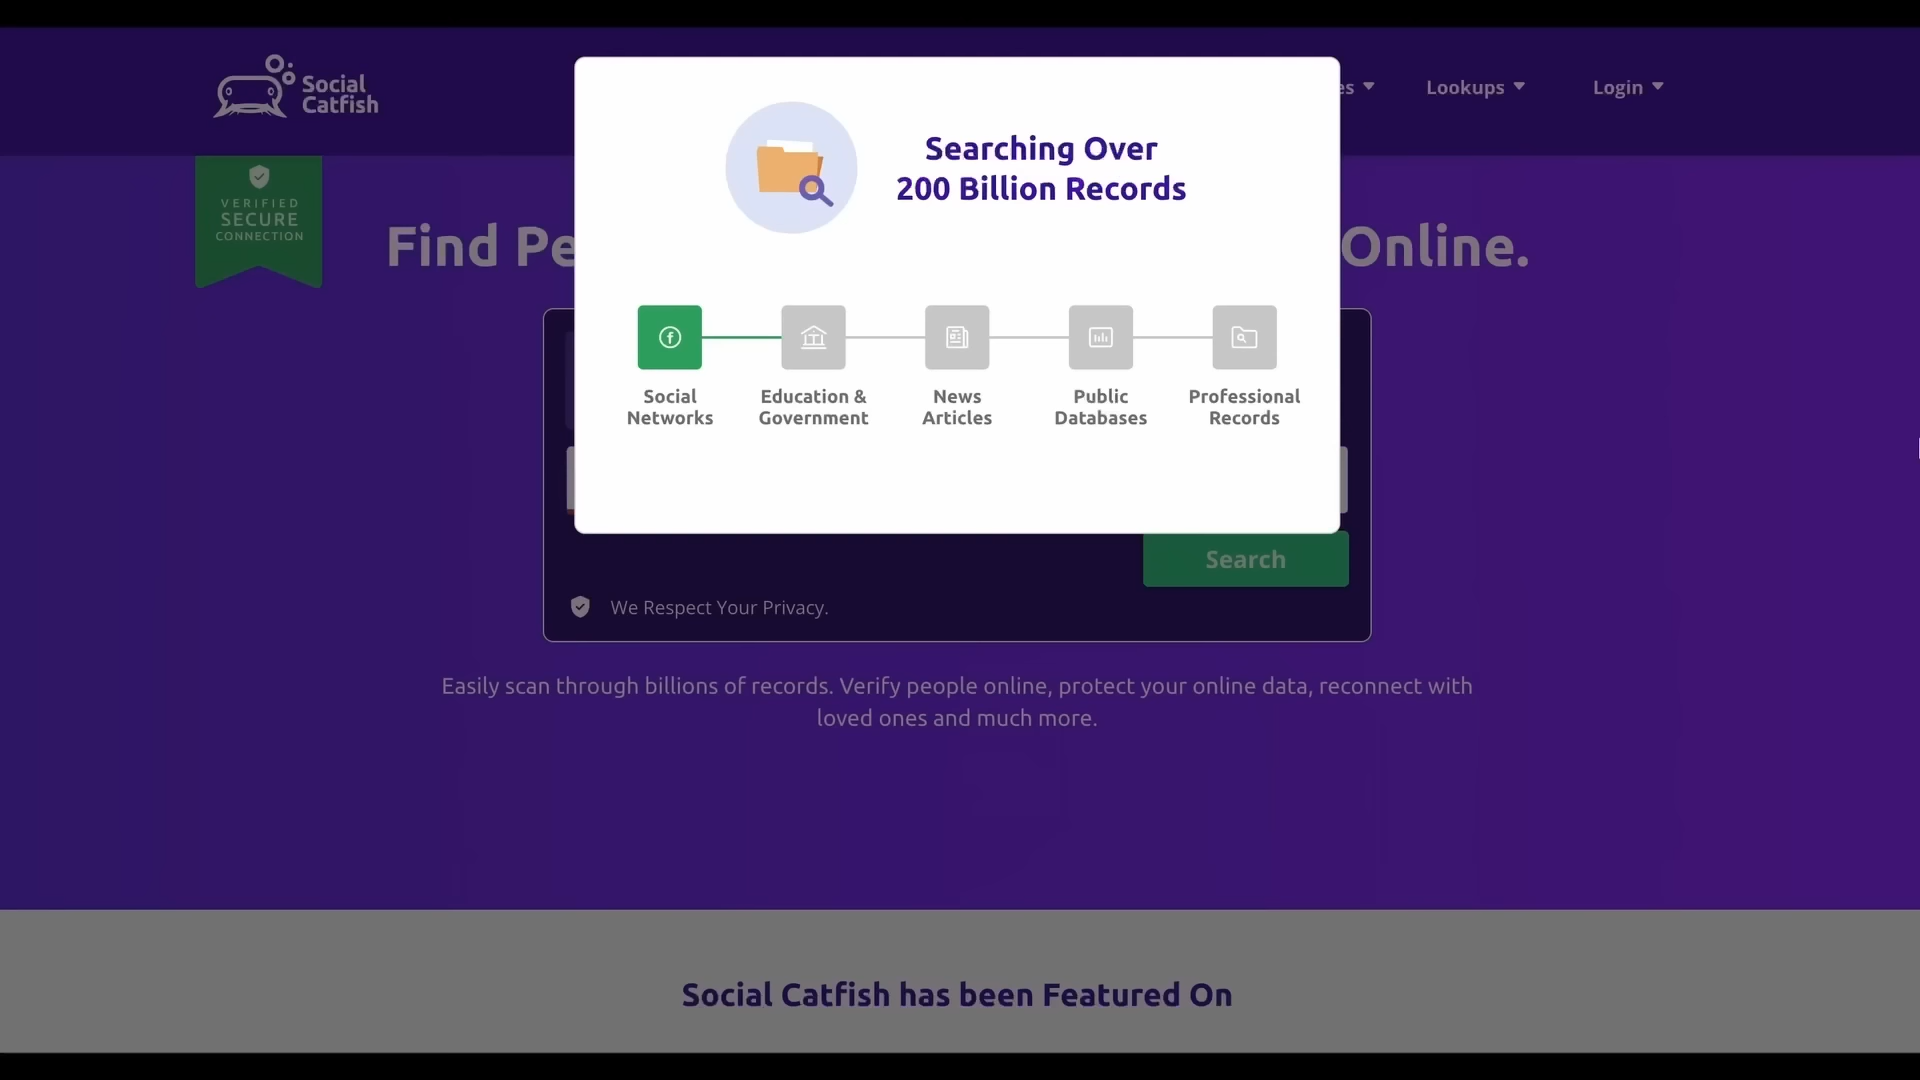 Social
Catfish
Lookups
Login
VERIFIED
SECURE
CONNECTION
Searching Over
200 Billion Records
Find
Online.
Social
Networks
Education &
Government
News
Articles
Public
Databases
Professional
Records
Search
We Respect Your Privacy.
Easily scan through billions of records. Verify people online, protect your online data, reconnect with
loved ones and much more.
Social Catfish has been Featured On